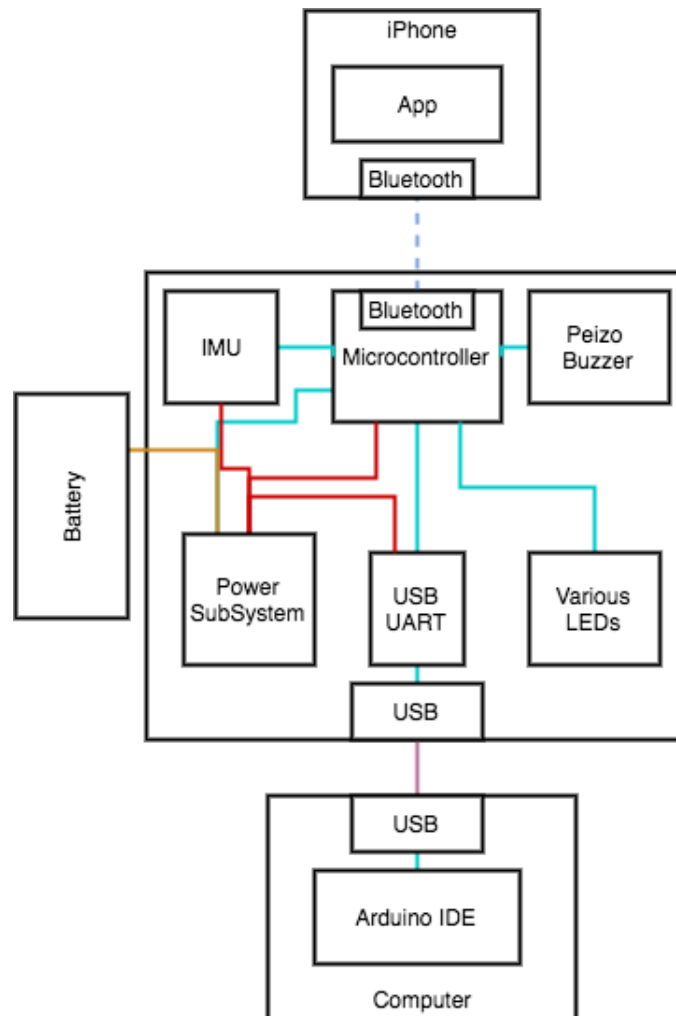 iPhone
App
Bluetooth
Bluetooth
IMU
Microcontroller
Peizo
Buzzer
Battery
Power
SubSystem
USB
UART
Various
LEDs
USB
USB
Arduino IDE
Computer